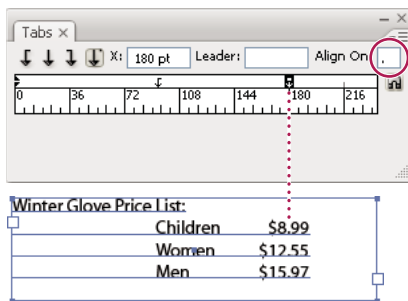 Tabs ×
X: 180 pt Leader: Align On: .
0 36 72 108 144 180 216
Winter Glove Price List:
Children $8.99
Women $12.55
Men $15.97